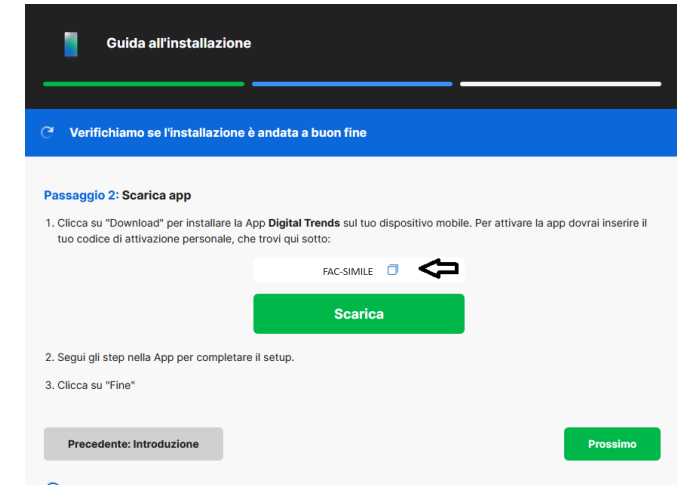 Guida all'installazione
Verifichiamo se l'installazione è andata a buon fine
Passaggio 2: Scarica app
1. Clicca su "Download" per installare la App Digital Trends sul tuo dispositivo mobile. Per attivare la app dovrai inserire il
tuo codice di attivazione personale, che trovi qui sotto:
FAC-SIMILE
Scarica
2. Segui gli step nella App per completare il setup.
3. Clicca su "Fine"
Precedente: Introduzione
Prossimo